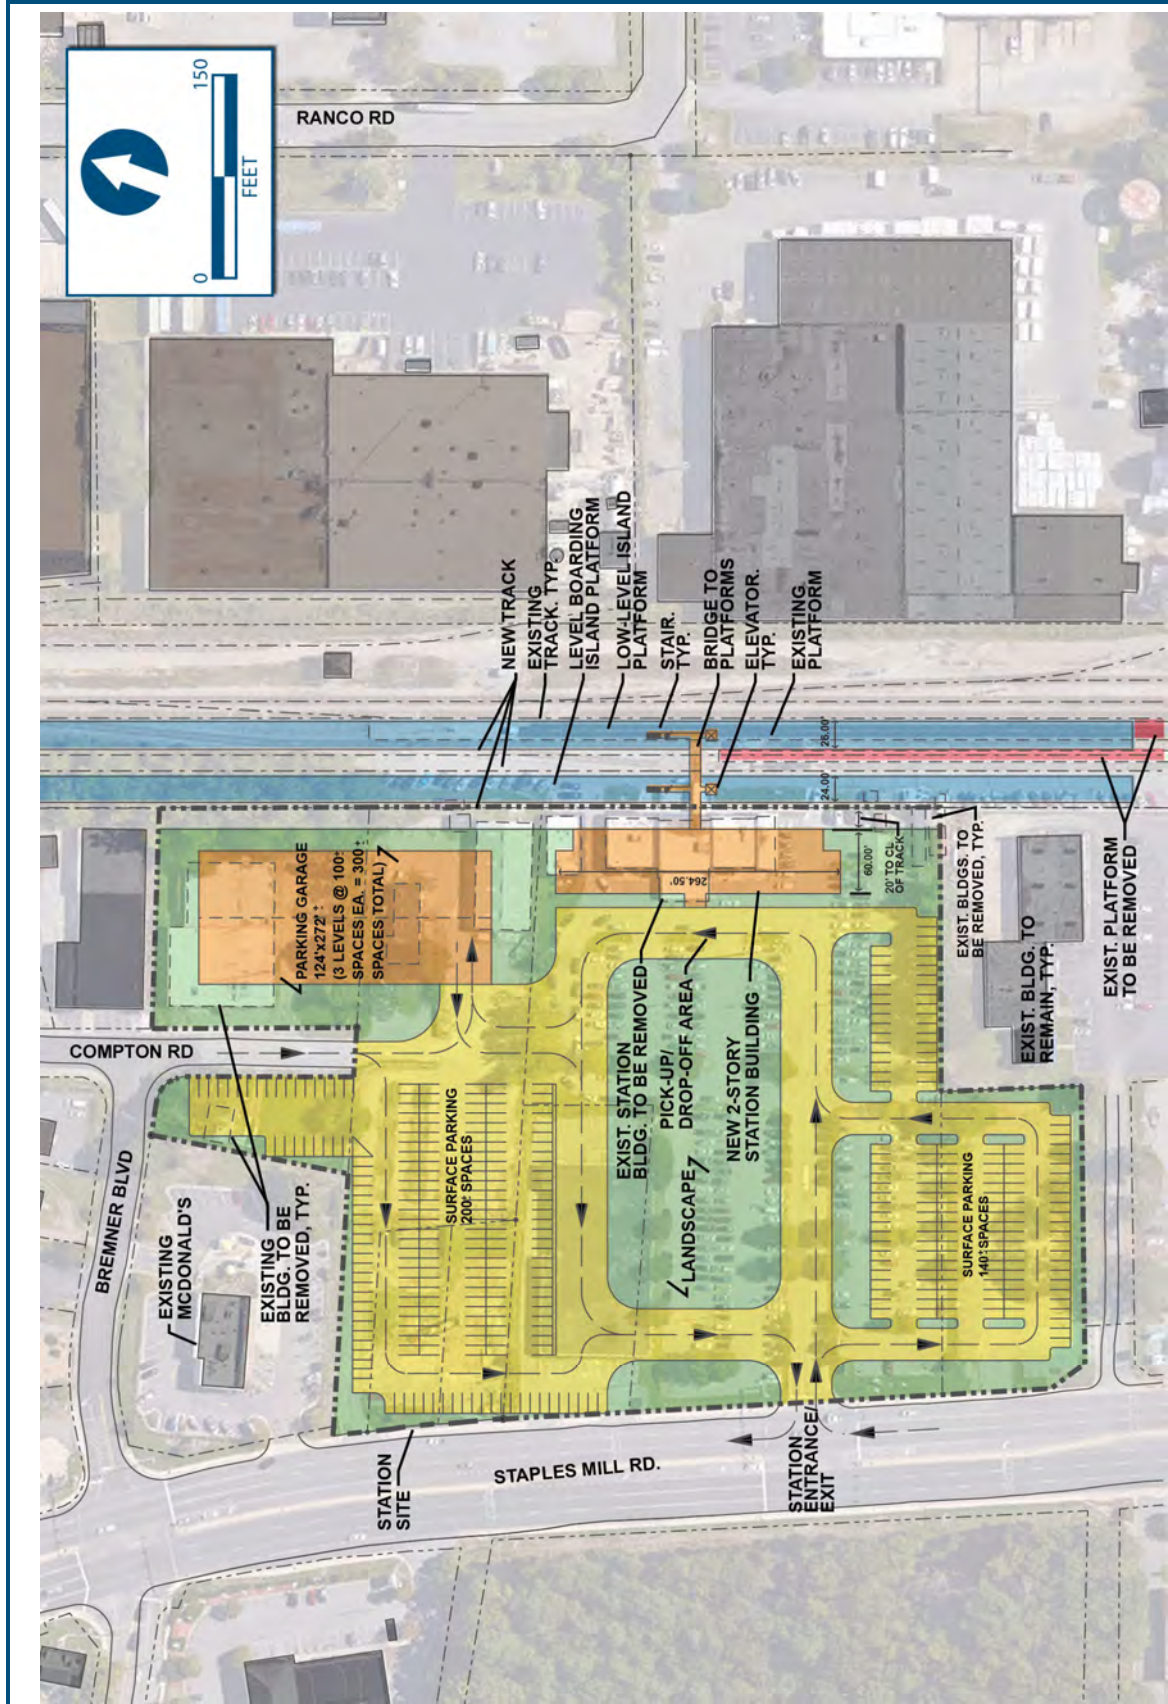 RANCO RD
0
150
FEET
NEW TRACK
EXISTING
TRACK. TYP.
LEVEL BOARDING
ISLAND PLATFORM
LOW-LEVEL ISLAND
PLATFORM
STAIR.
TYP.
BRIDGE TO
PLATFORMS
ELEVATOR.
TYP.
EXISTING
PLATFORM
26.00'
24.00'
PARKING GARAGE
124'x272' ±
(3 LEVELS @ 100±
SPACES EA. = 300±
SPACES TOTAL)
264.50'
60.00'
20' TO CL
OF TRACK
EXIST. BLDGS. TO
BE REMOVED, TYP.
EXIST. BLDG. TO
REMAIN, TYP.
EXIST. PLATFORM
TO BE REMOVED
COMPTON RD
BREMNER BLVD
EXISTING
MCDONALD'S
EXISTING
BLDG. TO BE
REMOVED, TYP.
SURFACE PARKING
200± SPACES
EXIST. STATION
BLDG. TO BE REMOVED
PICK-UP/
DROP-OFF AREA
LANDSCAPE
NEW 2-STORY
STATION BUILDING
SURFACE PARKING
140± SPACES
STATION
SITE
STAPLES MILL RD.
STATION
ENTRANCE/
EXIT